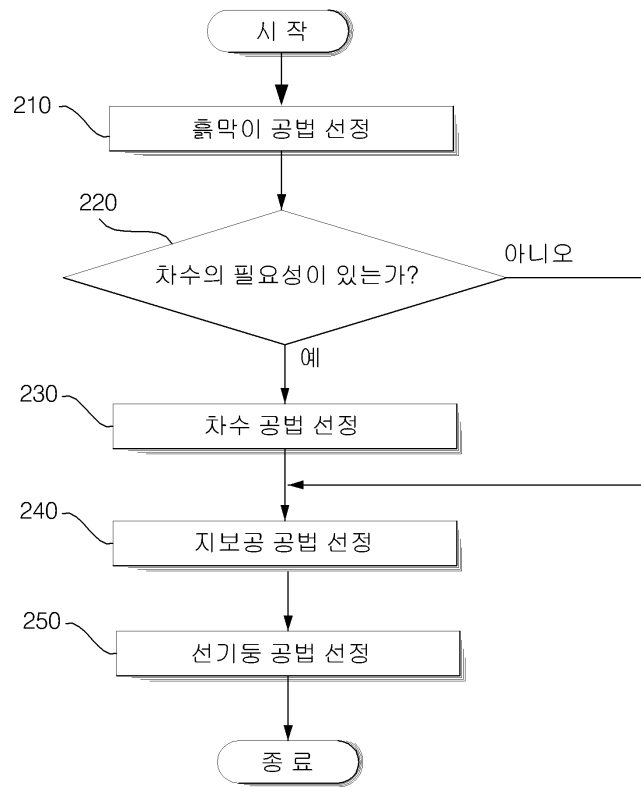 시 작
210
흙막이 공법 선정
220
차수의 필요성이 있는가?
아니오
예
230
차수 공법 선정
240
지보공 공법 선정
250
선기둥 공법 선정
종 료